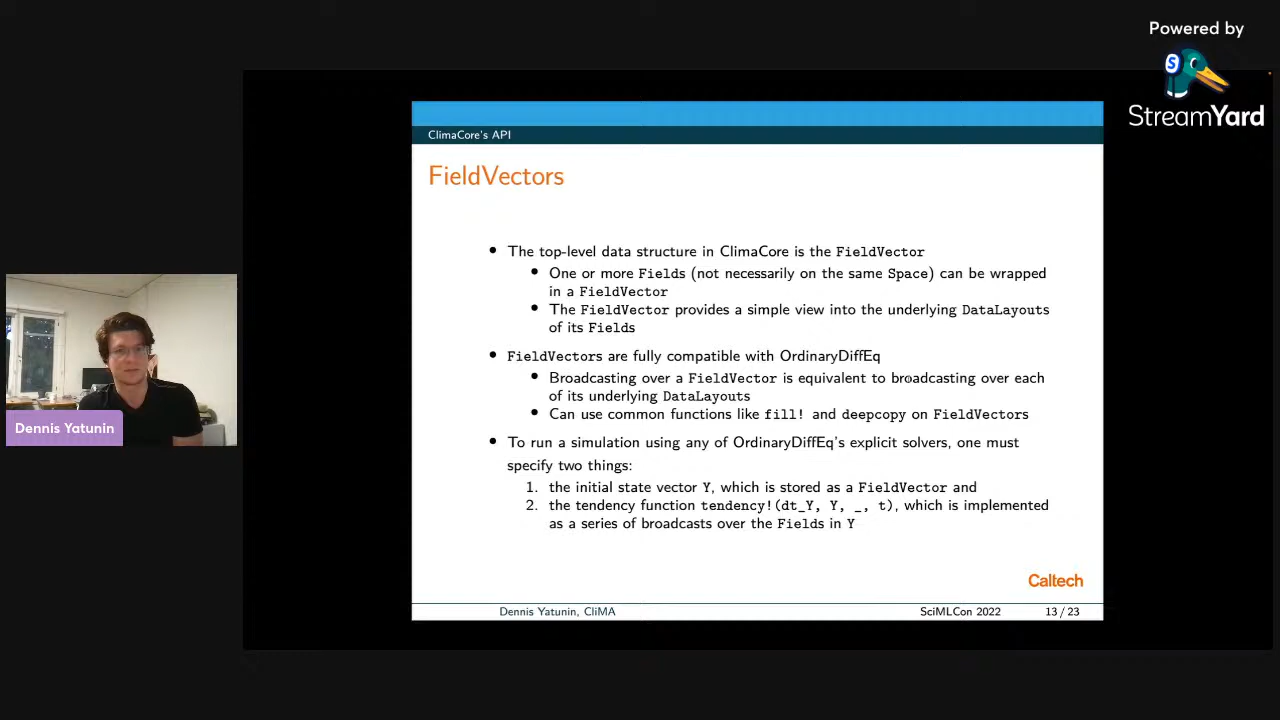 Powered by
S
StreamYard
ClimaCore's API
FieldVectors
• The top-level data structure in ClimaCore is the FieldVector
• One or more Fields (not necessarily on the same Space) can be wrapped
in a FieldVector
• The FieldVector provides a simple view into the underlying DataLayouts
of its Fields
• FieldVectors are fully compatible with OrdinaryDiffEq
• Broadcasting over a FieldVector is equivalent to broadcasting over each
of its underlying DataLayouts
• Can use common functions like fill! and deepcopy on FieldVectors
• To run a simulation using any of OrdinaryDiffEq's explicit solvers, one must
specify two things:
1. the initial state vector Y, which is stored as a FieldVector and
2. the tendency function tendency!(dt_Y, Y, _, t), which is implemented
as a series of broadcasts over the Fields in Y
Caltech
Dennis Yatunin, CliMA
SciMLCon 2022
13 / 23
Dennis Yatunin